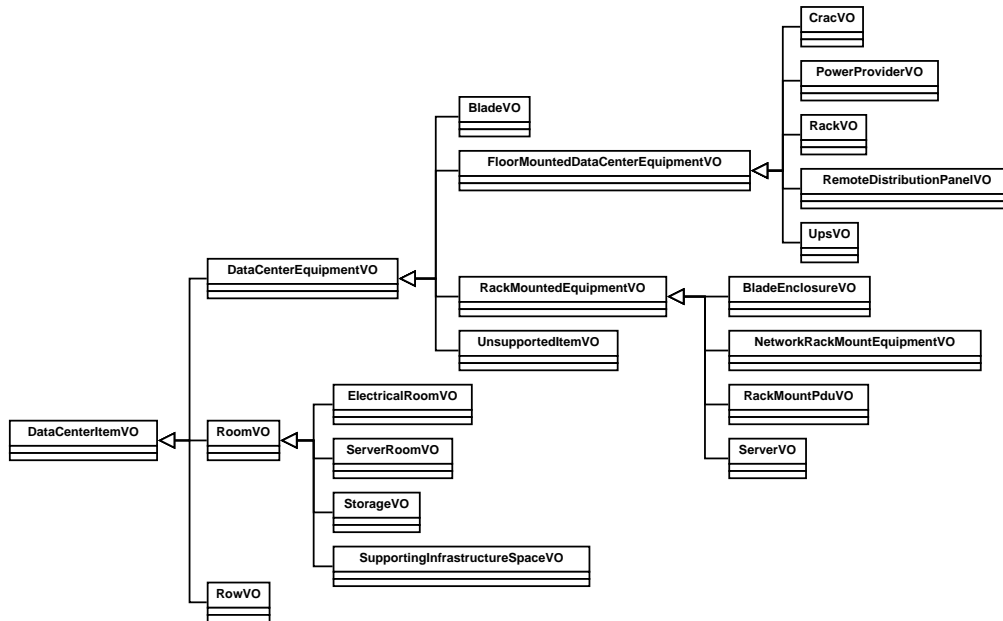 CracVO
PowerProviderVO
BladeVO
RackVO
FloorMountedDataCenterEquipmentVO
RemoteDistributionPanelVO
UpsVO
DataCenterEquipmentVO
RackMountedEquipmentVO
BladeEnclosureVO
UnsupportedItemVO
NetworkRackMountEquipmentVO
ElectricalRoomVO
RackMountPduVO
DataCenterItemVO
RoomVO
ServerRoomVO
ServerVO
StorageVO
SupportingInfrastructureSpaceVO
RowVO